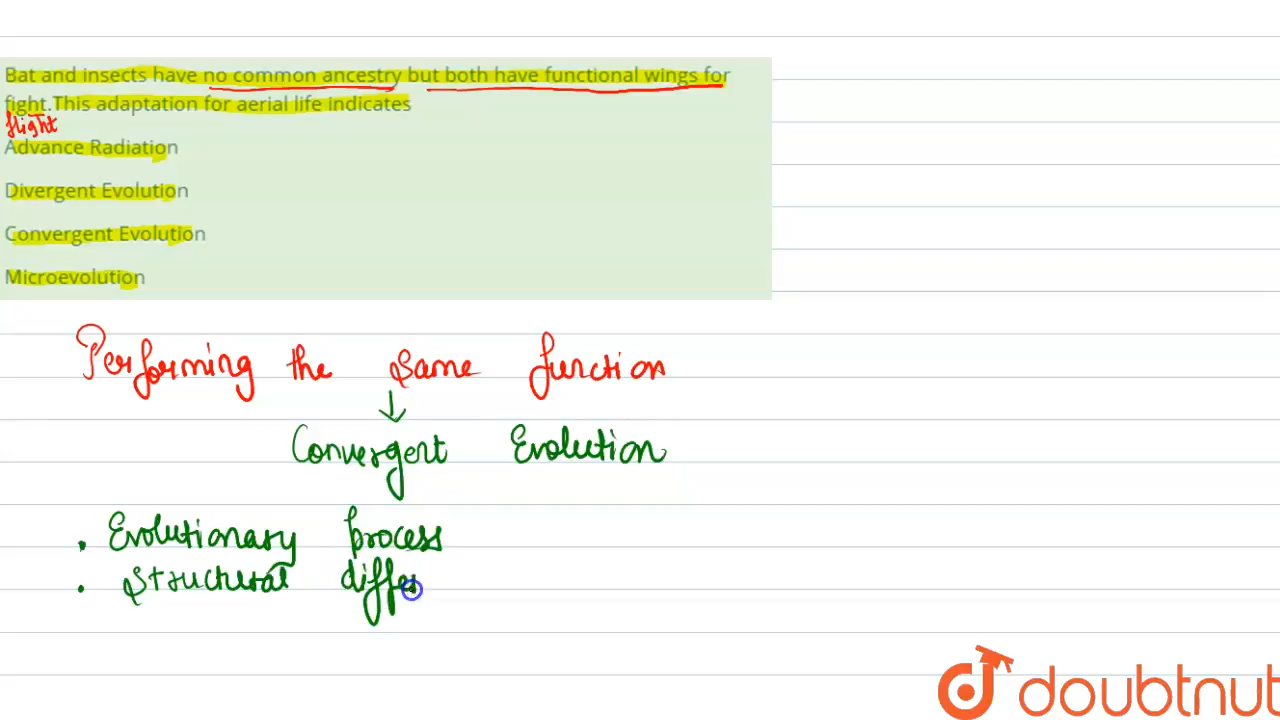 Bat and insects have no common ancestry but both have functional wings for
fight.This adaptation for aerial life indicates
flight
Advance Radiation
Divergent Evolution
Convergent Evolution
Microevolution
Performing the same function
↓
Convergent Evolution
. Evolutionary process
. Structural differ
doubtnut